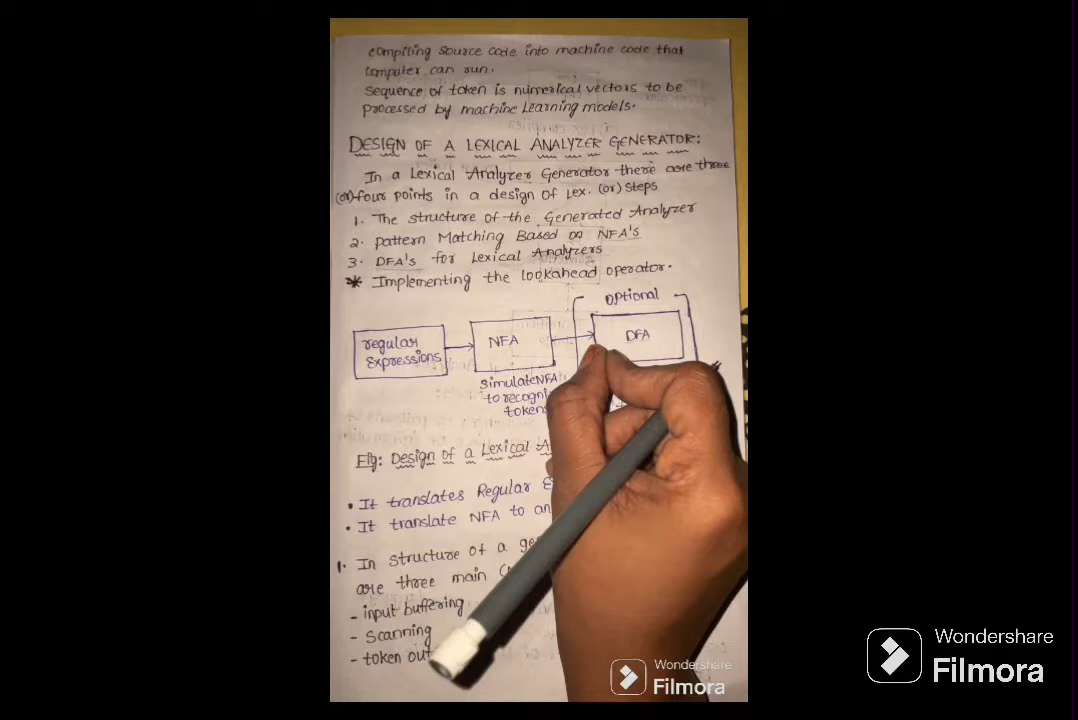 compiling source code into machine code that
computer can run.
Sequence of token is numerical vectors to be
processed by machine Learning models.
DESIGN OF A LEXICAL ANALYZER GENERATOR:
In a Lexical Analyzer Generator there are three
(or) four points in a design of Lex. (or) steps
1. The structure of the Generated Analyzer
2. pattern Matching Based on NFA's
3. DFA's for Lexical Analyzers
* Implementing the lookahead operator.
optional
regular
Expressions
NFA
DFA
simulate NFA
to recogni
token
Fig: Design of a Lexical A
• It translates Regular E
• It translate NFA to an
1. In structure of a ge
are three main
- input buffering
- Scanning
- token out
Wondershare
Filmora
Wondershare
Filmora